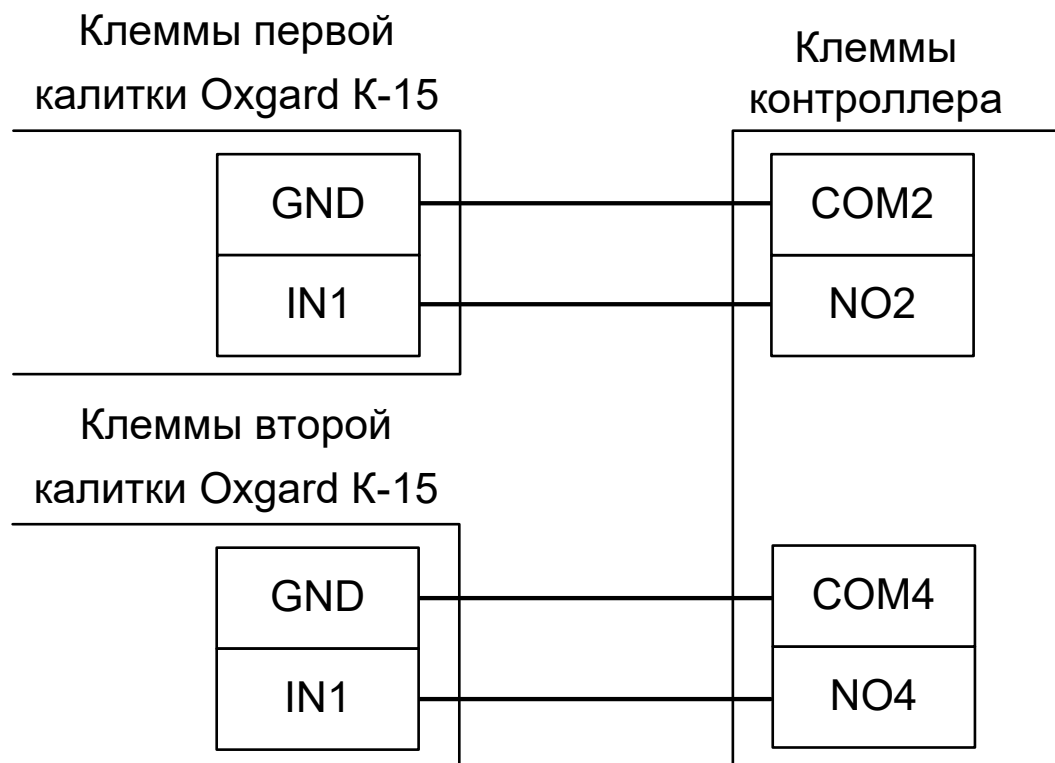 Клеммы первой
калитки Oxgard К-15
Клеммы
контроллера
GND
COM2
IN1
NO2
Клеммы второй
калитки Oxgard К-15
GND
COM4
IN1
NO4